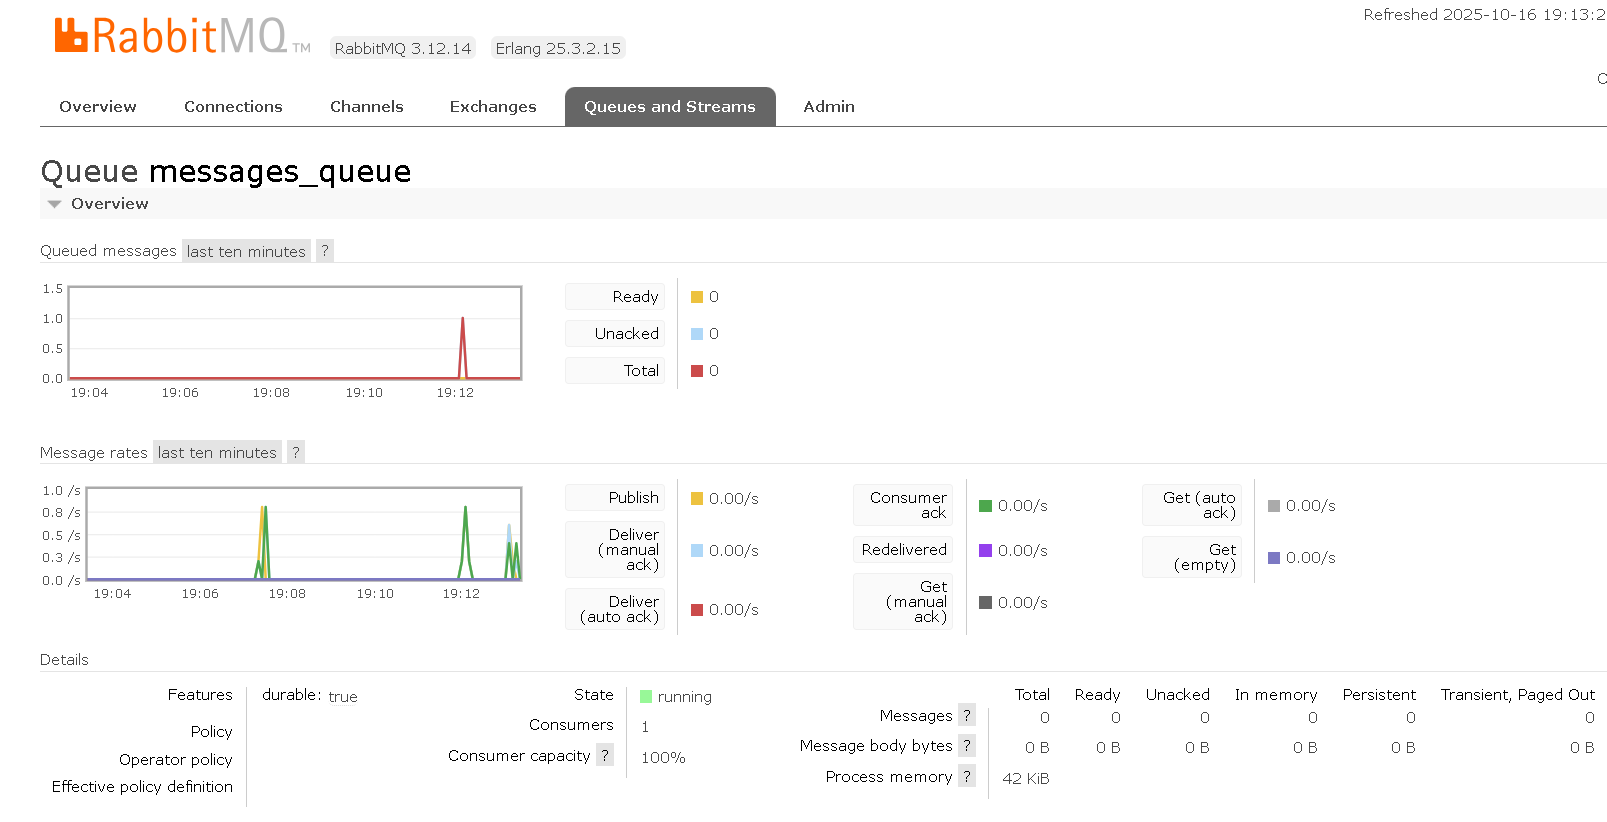 Refreshed 2025-10-16 19:13:2
RabbitMQ TM RabbitMQ 3.12.14 Erlang 25.3.2.15
Overview Connections Channels Exchanges Queues and Streams Admin
Queue messages_queue
Overview
Queued messages last ten minutes ?
1.5
1.0
0.5
0.0
19:04 19:06 19:08 19:10 19:12
Ready 0
Unacked 0
Total 0
Message rates last ten minutes ?
1.0 /s
0.8 /s
0.5 /s
0.3 /s
0.0 /s
19:04 19:06 19:08 19:10 19:12
Publish 0.00/s
Deliver
(manual 0.00/s
ack)
Deliver
(auto ack) 0.00/s
Consumer
ack 0.00/s
Redelivered 0.00/s
Get
(manual 0.00/s
ack)
Get (auto
ack) 0.00/s
Get
(empty) 0.00/s
Details
Features durable: true
Policy
Operator policy
Effective policy definition
State running
Consumers 1
Consumer capacity ? 100%
Total Ready Unacked In memory Persistent Transient, Paged Out
Messages ? 0 0 0 0 0 0
Message body bytes ? 0 B 0 B 0 B 0 B 0 B 0 B
Process memory ? 42 KiB